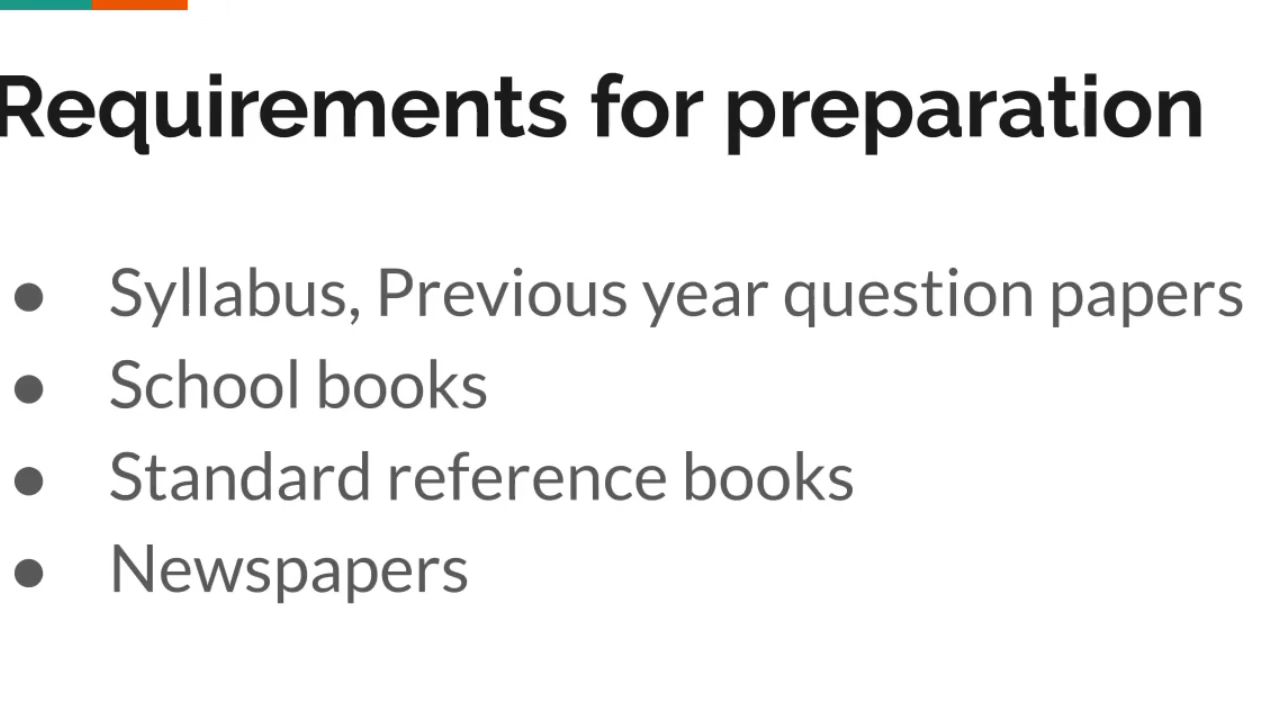 Requirements for preparation
● Syllabus, Previous year question papers
● School books
● Standard reference books
● Newspapers